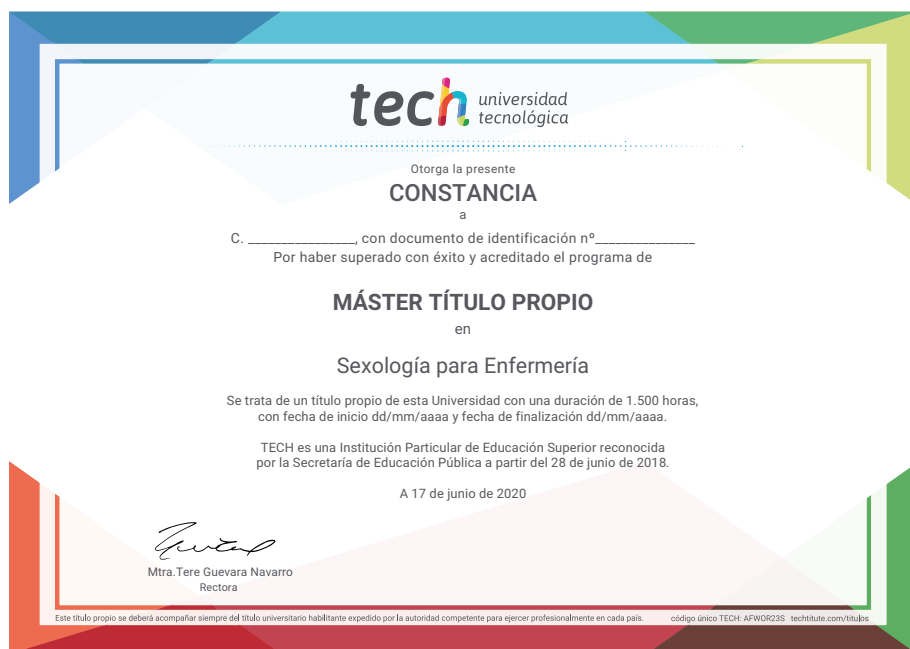 tech universidad
tecnológica
Otorga la presente
CONSTANCIA
a
C. ________________, con documento de identificación nº_______________
Por haber superado con éxito y acreditado el programa de
MÁSTER TÍTULO PROPIO
en
Sexología para Enfermería
Se trata de un título propio de esta Universidad con una duración de 1.500 horas,
con fecha de inicio dd/mm/aaaa y fecha de finalización dd/mm/aaaa.
TECH es una Institución Particular de Educación Superior reconocida
por la Secretaría de Educación Pública a partir del 28 de junio de 2018.
A 17 de junio de 2020
Mtra.Tere Guevara Navarro
Rectora
Este título propio se deberá acompañar siempre del título universitario habilitante expedido por la autoridad competente para ejercer profesionalmente en cada país. código único TECH: AFWOR23S techtitute.com/titulos